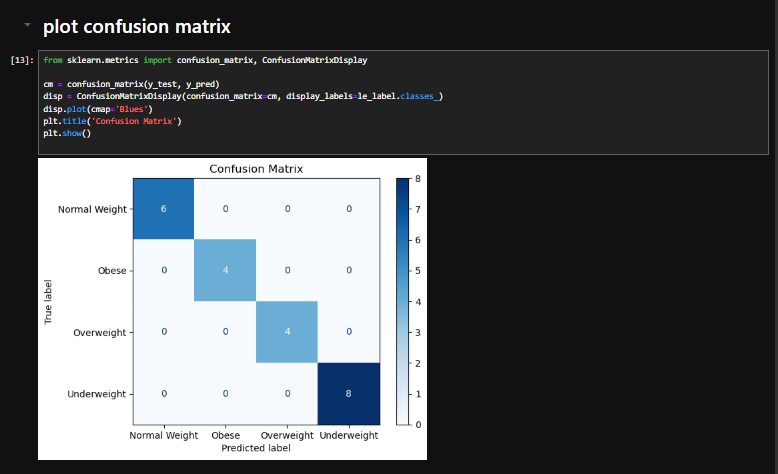 plot confusion matrix
[13]:
from sklearn.metrics import confusion_matrix, ConfusionMatrixDisplay
cm = confusion_matrix(y_test, y_pred)
disp = ConfusionMatrixDisplay(confusion_matrix=cm, display_labels=le_label.classes_)
disp.plot(cmap='Blues')
plt.title('Confusion Matrix')
plt.show()
Confusion Matrix
True label
Normal Weight 6 0 0 0
Obese 0 4 0 0
Overweight 0 0 4 0
Underweight 0 0 0 8
Normal Weight Obese Overweight Underweight
Predicted label
8
7
6
5
4
3
2
1
0